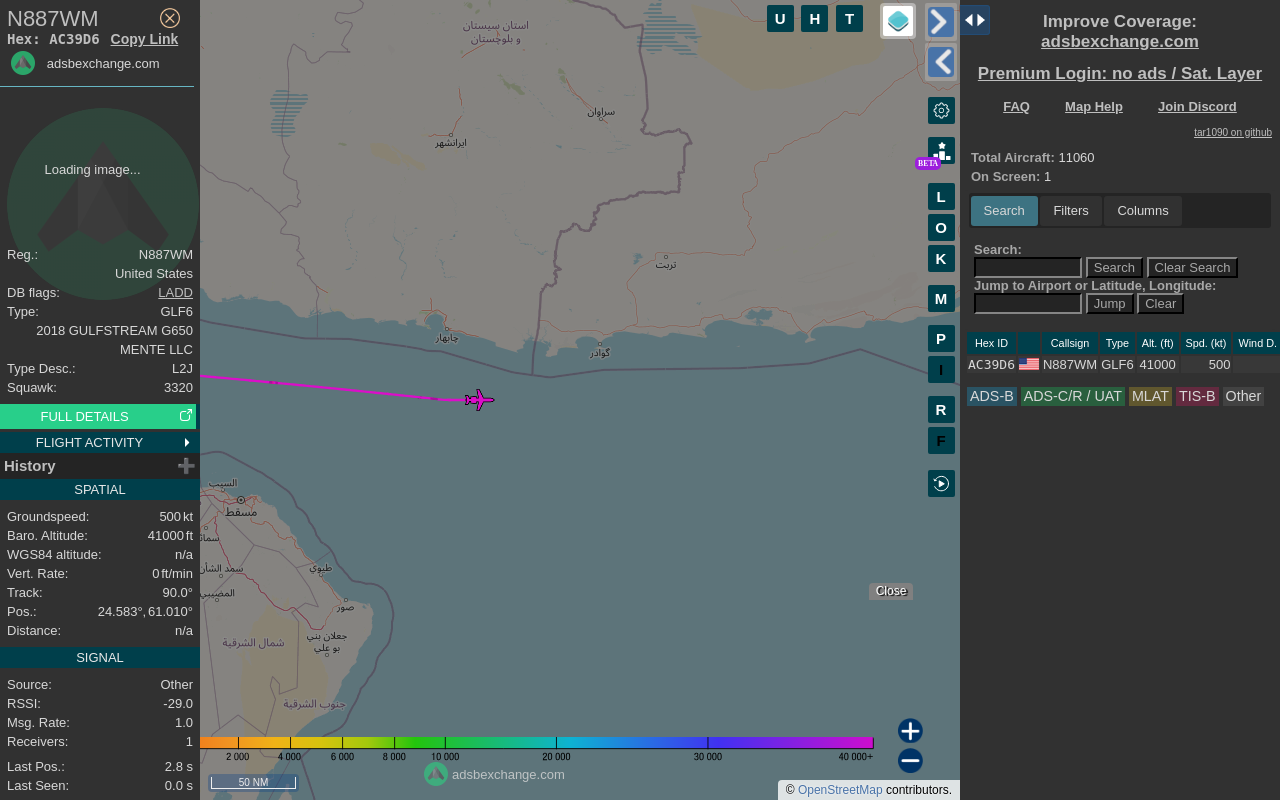 N887WM
Hex: AC39D6 Copy Link
adsbexchange.com
Loading image...
Reg.: N887WM
United States
DB flags: LADD
Type: GLF6
2018 GULFSTREAM G650
MENTE LLC
Type Desc.: L2J
Squawk: 3320
FULL DETAILS
FLIGHT ACTIVITY
History
SPATIAL
Groundspeed: 500 kt
Baro. Altitude: 41000 ft
WGS84 altitude: n/a
Vert. Rate: 0 ft/min
Track: 90.0°
Pos.: 24.583°, 61.010°
Distance: n/a
SIGNAL
Source: Other
RSSI: -29.0
Msg. Rate: 1.0
Receivers: 1
Last Pos.: 2.8 s
Last Seen: 0.0 s
استان سیستان
و بلوچستان
سراوان
ایرانشهر
تربت
چابهار
گوادر
السيب
مسقط
سمد الشأن
المضيبي
طيوي
صور
جعلان بني
بو علي
شمال الشرقية
جنوب الشرقية
U H T
BETA
L
O
K
M
P
I
R
F
Close
2 000 4 000 6 000 8 000 10 000 20 000 30 000 40 000+
50 NM
adsbexchange.com
© OpenStreetMap contributors.
Improve Coverage:
adsbexchange.com
Premium Login: no ads / Sat. Layer
FAQ Map Help Join Discord
tar1090 on github
Total Aircraft: 11060
On Screen: 1
Search Filters Columns
Search:
Search Clear Search
Jump to Airport or Latitude, Longitude:
Jump Clear
Hex ID Callsign Type Alt. (ft) Spd. (kt) Wind D.
AC39D6 N887WM GLF6 41000 500
ADS-B ADS-C/R / UAT MLAT TIS-B Other